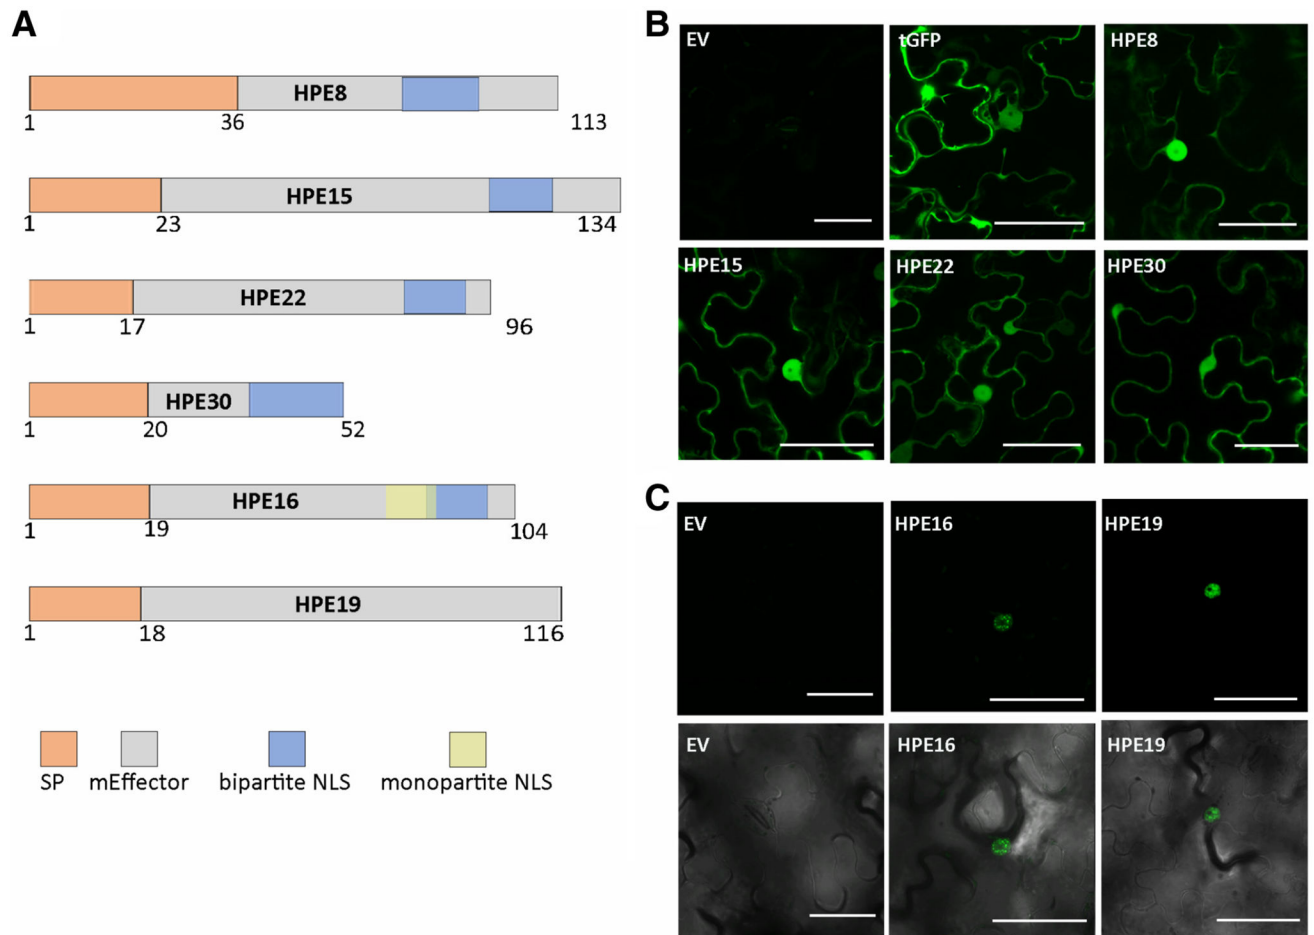 A
HPE8
1 36 113
HPE15
1 23 134
HPE22
1 17 96
HPE30
1 20 52
HPE16
1 19 104
HPE19
1 18 116
SP mEffector bipartite NLS monopartite NLS
B
EV tGFP HPE8
HPE15 HPE22 HPE30
C
EV HPE16 HPE19
EV HPE16 HPE19